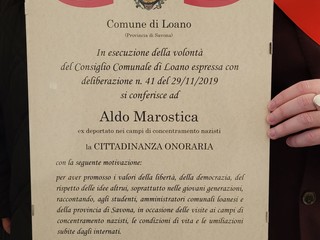 Comune di Loano
(Provincia di Savona)
In esecuzione della volontà
del Consiglio Comunale di Loano espressa con
deliberazione n. 41 del 29/11/2019
si conferisce ad
Aldo Marostica
ex deportato nei campi di concentramento nazisti
la CITTADINANZA ONORARIA
con la seguente motivazione:
per aver promosso i valori della libertà, della democrazia, del
rispetto delle idee altrui, soprattutto nelle giovani generazioni,
raccontando, agli studenti, amministratori comunali loanesi e
della provincia di Savona, in occasione delle visite ai campi di
concentramento nazisti, le condizioni di vita e le umiliazioni
subite dagli internati.